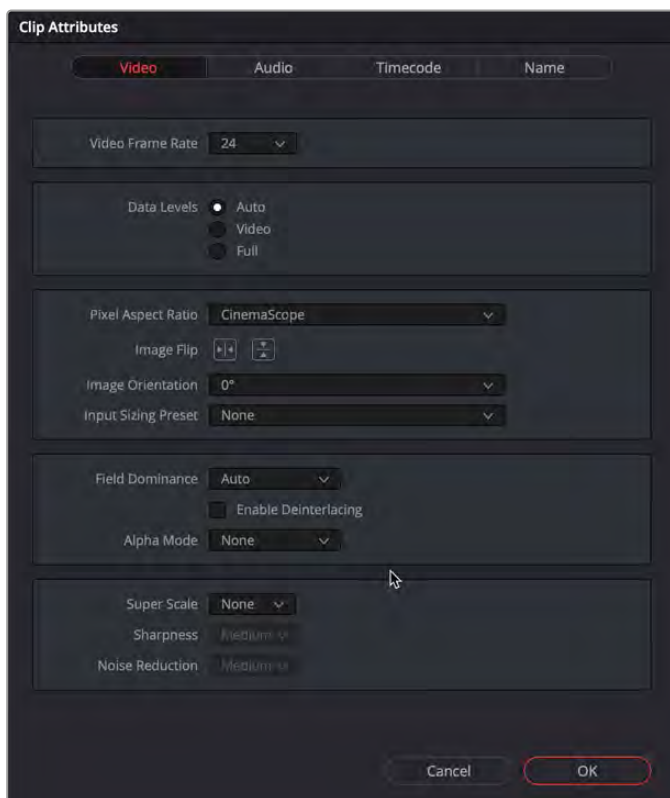 Clip Attributes
Video Audio Timecode Name
Video Frame Rate 24
Data Levels Auto
Video
Full
Pixel Aspect Ratio CinemaScope
Image Flip
Image Orientation 0°
Input Sizing Preset None
Field Dominance Auto
Enable Deinterlacing
Alpha Mode None
Super Scale None
Sharpness Medium
Noise Reduction Medium
Cancel OK